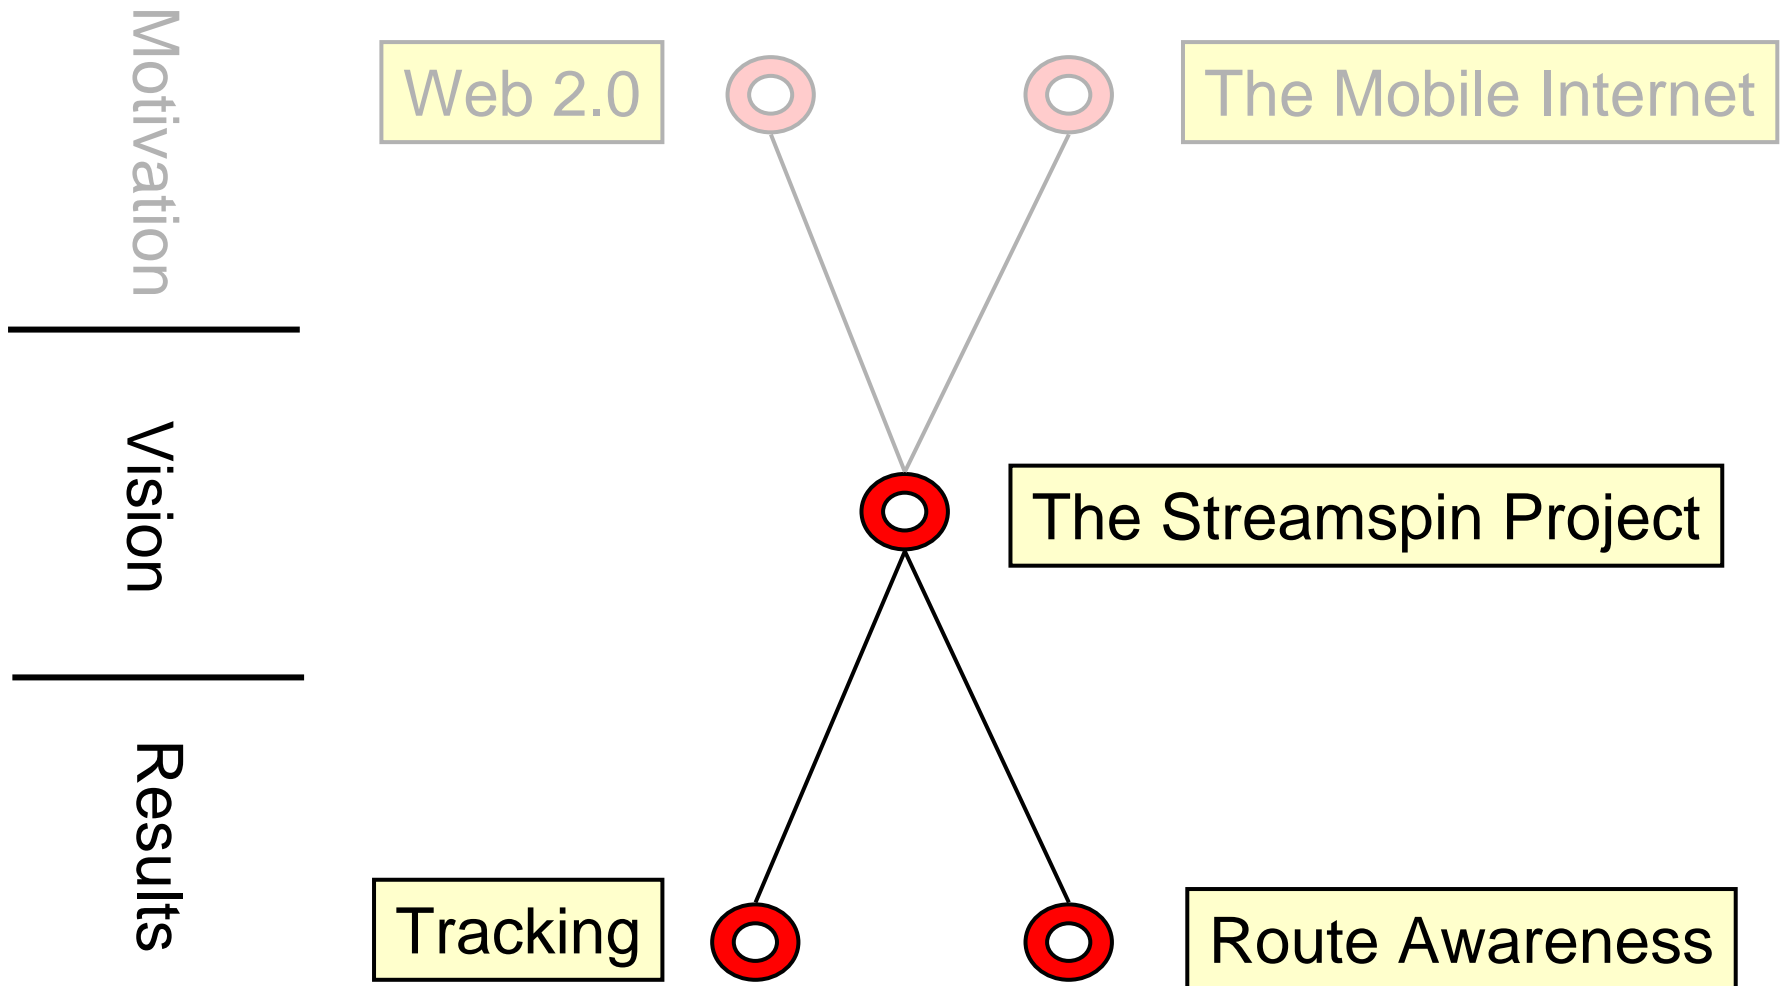 Motivation
Web 2.0
The Mobile Internet
Vision
The Streamspin Project
Results
Tracking
Route Awareness